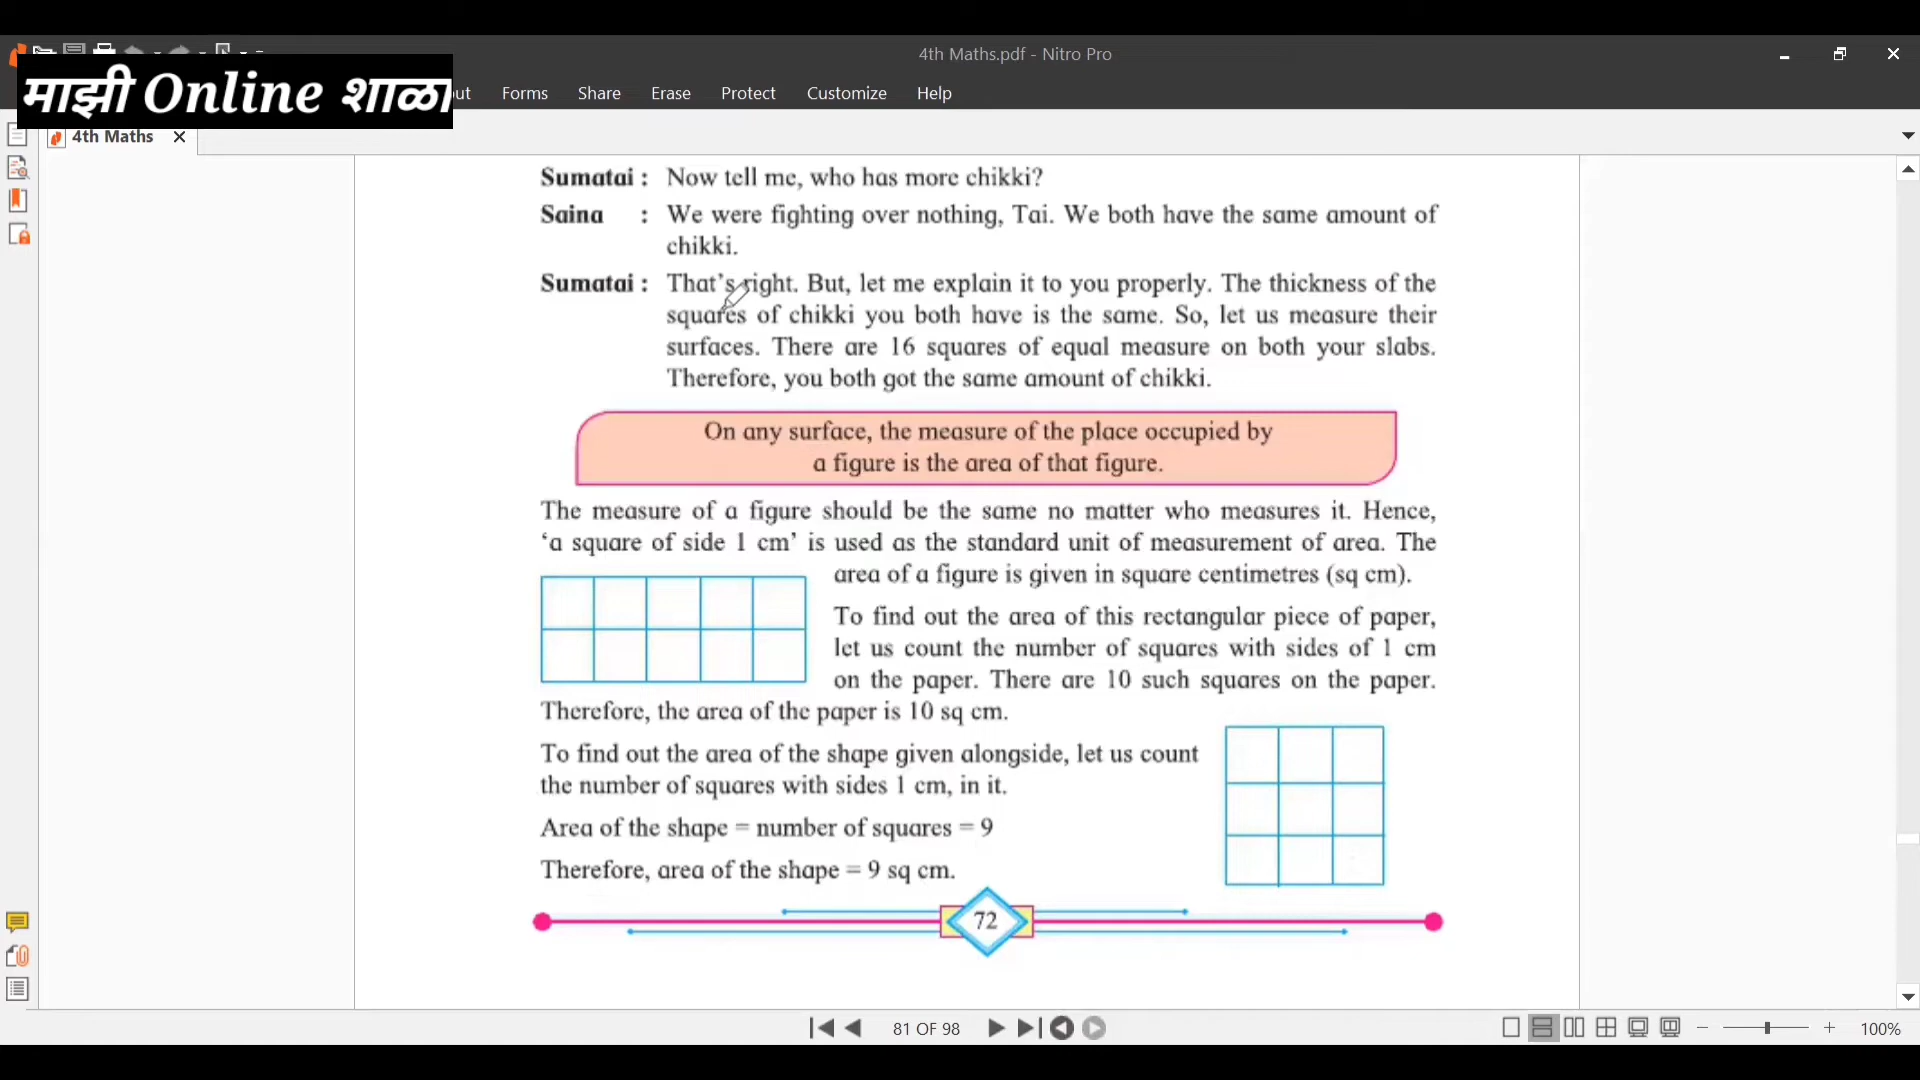 4th Maths.pdf - Nitro Pro
माझी Online शाळा
Forms Share Erase Protect Customize Help
4th Maths
Sumatai : Now tell me, who has more chikki?
Saina : We were fighting over nothing, Tai. We both have the same amount of
chikki.
Sumatai : That's right. But, let me explain it to you properly. The thickness of the
squares of chikki you both have is the same. So, let us measure their
surfaces. There are 16 squares of equal measure on both your slabs.
Therefore, you both got the same amount of chikki.
On any surface, the measure of the place occupied by
a figure is the area of that figure.
The measure of a figure should be the same no matter who measures it. Hence,
‘a square of side 1 cm’ is used as the standard unit of measurement of area. The
area of a figure is given in square centimetres (sq cm).
To find out the area of this rectangular piece of paper,
let us count the number of squares with sides of 1 cm
on the paper. There are 10 such squares on the paper.
Therefore, the area of the paper is 10 sq cm.
To find out the area of the shape given alongside, let us count
the number of squares with sides 1 cm, in it.
Area of the shape = number of squares = 9
Therefore, area of the shape = 9 sq cm.
72
81 OF 98
100%